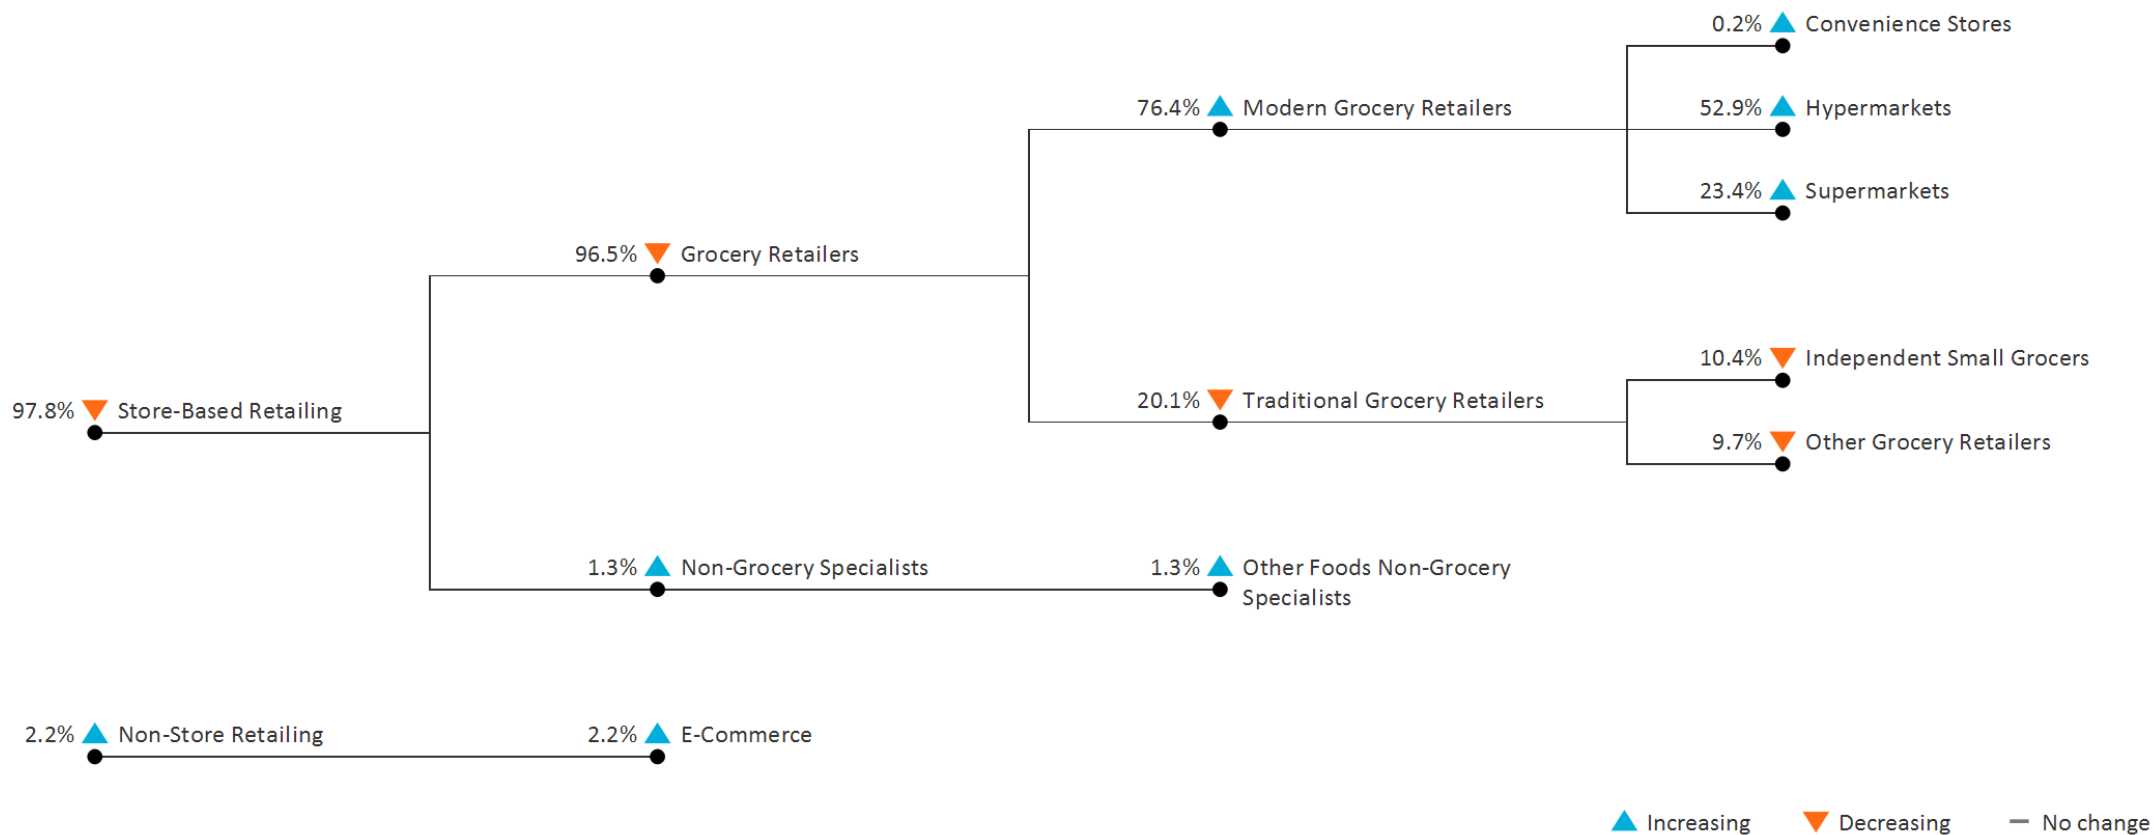 0.2% Convenience Stores
76.4% Modern Grocery Retailers
52.9% Hypermarkets
23.4% Supermarkets
96.5% Grocery Retailers
10.4% Independent Small Grocers
20.1% Traditional Grocery Retailers
97.8% Store-Based Retailing
9.7% Other Grocery Retailers
1.3% Non-Grocery Specialists
1.3% Other Foods Non-Grocery
Specialists
2.2% Non-Store Retailing
2.2% E-Commerce
Increasing
Decreasing
No change